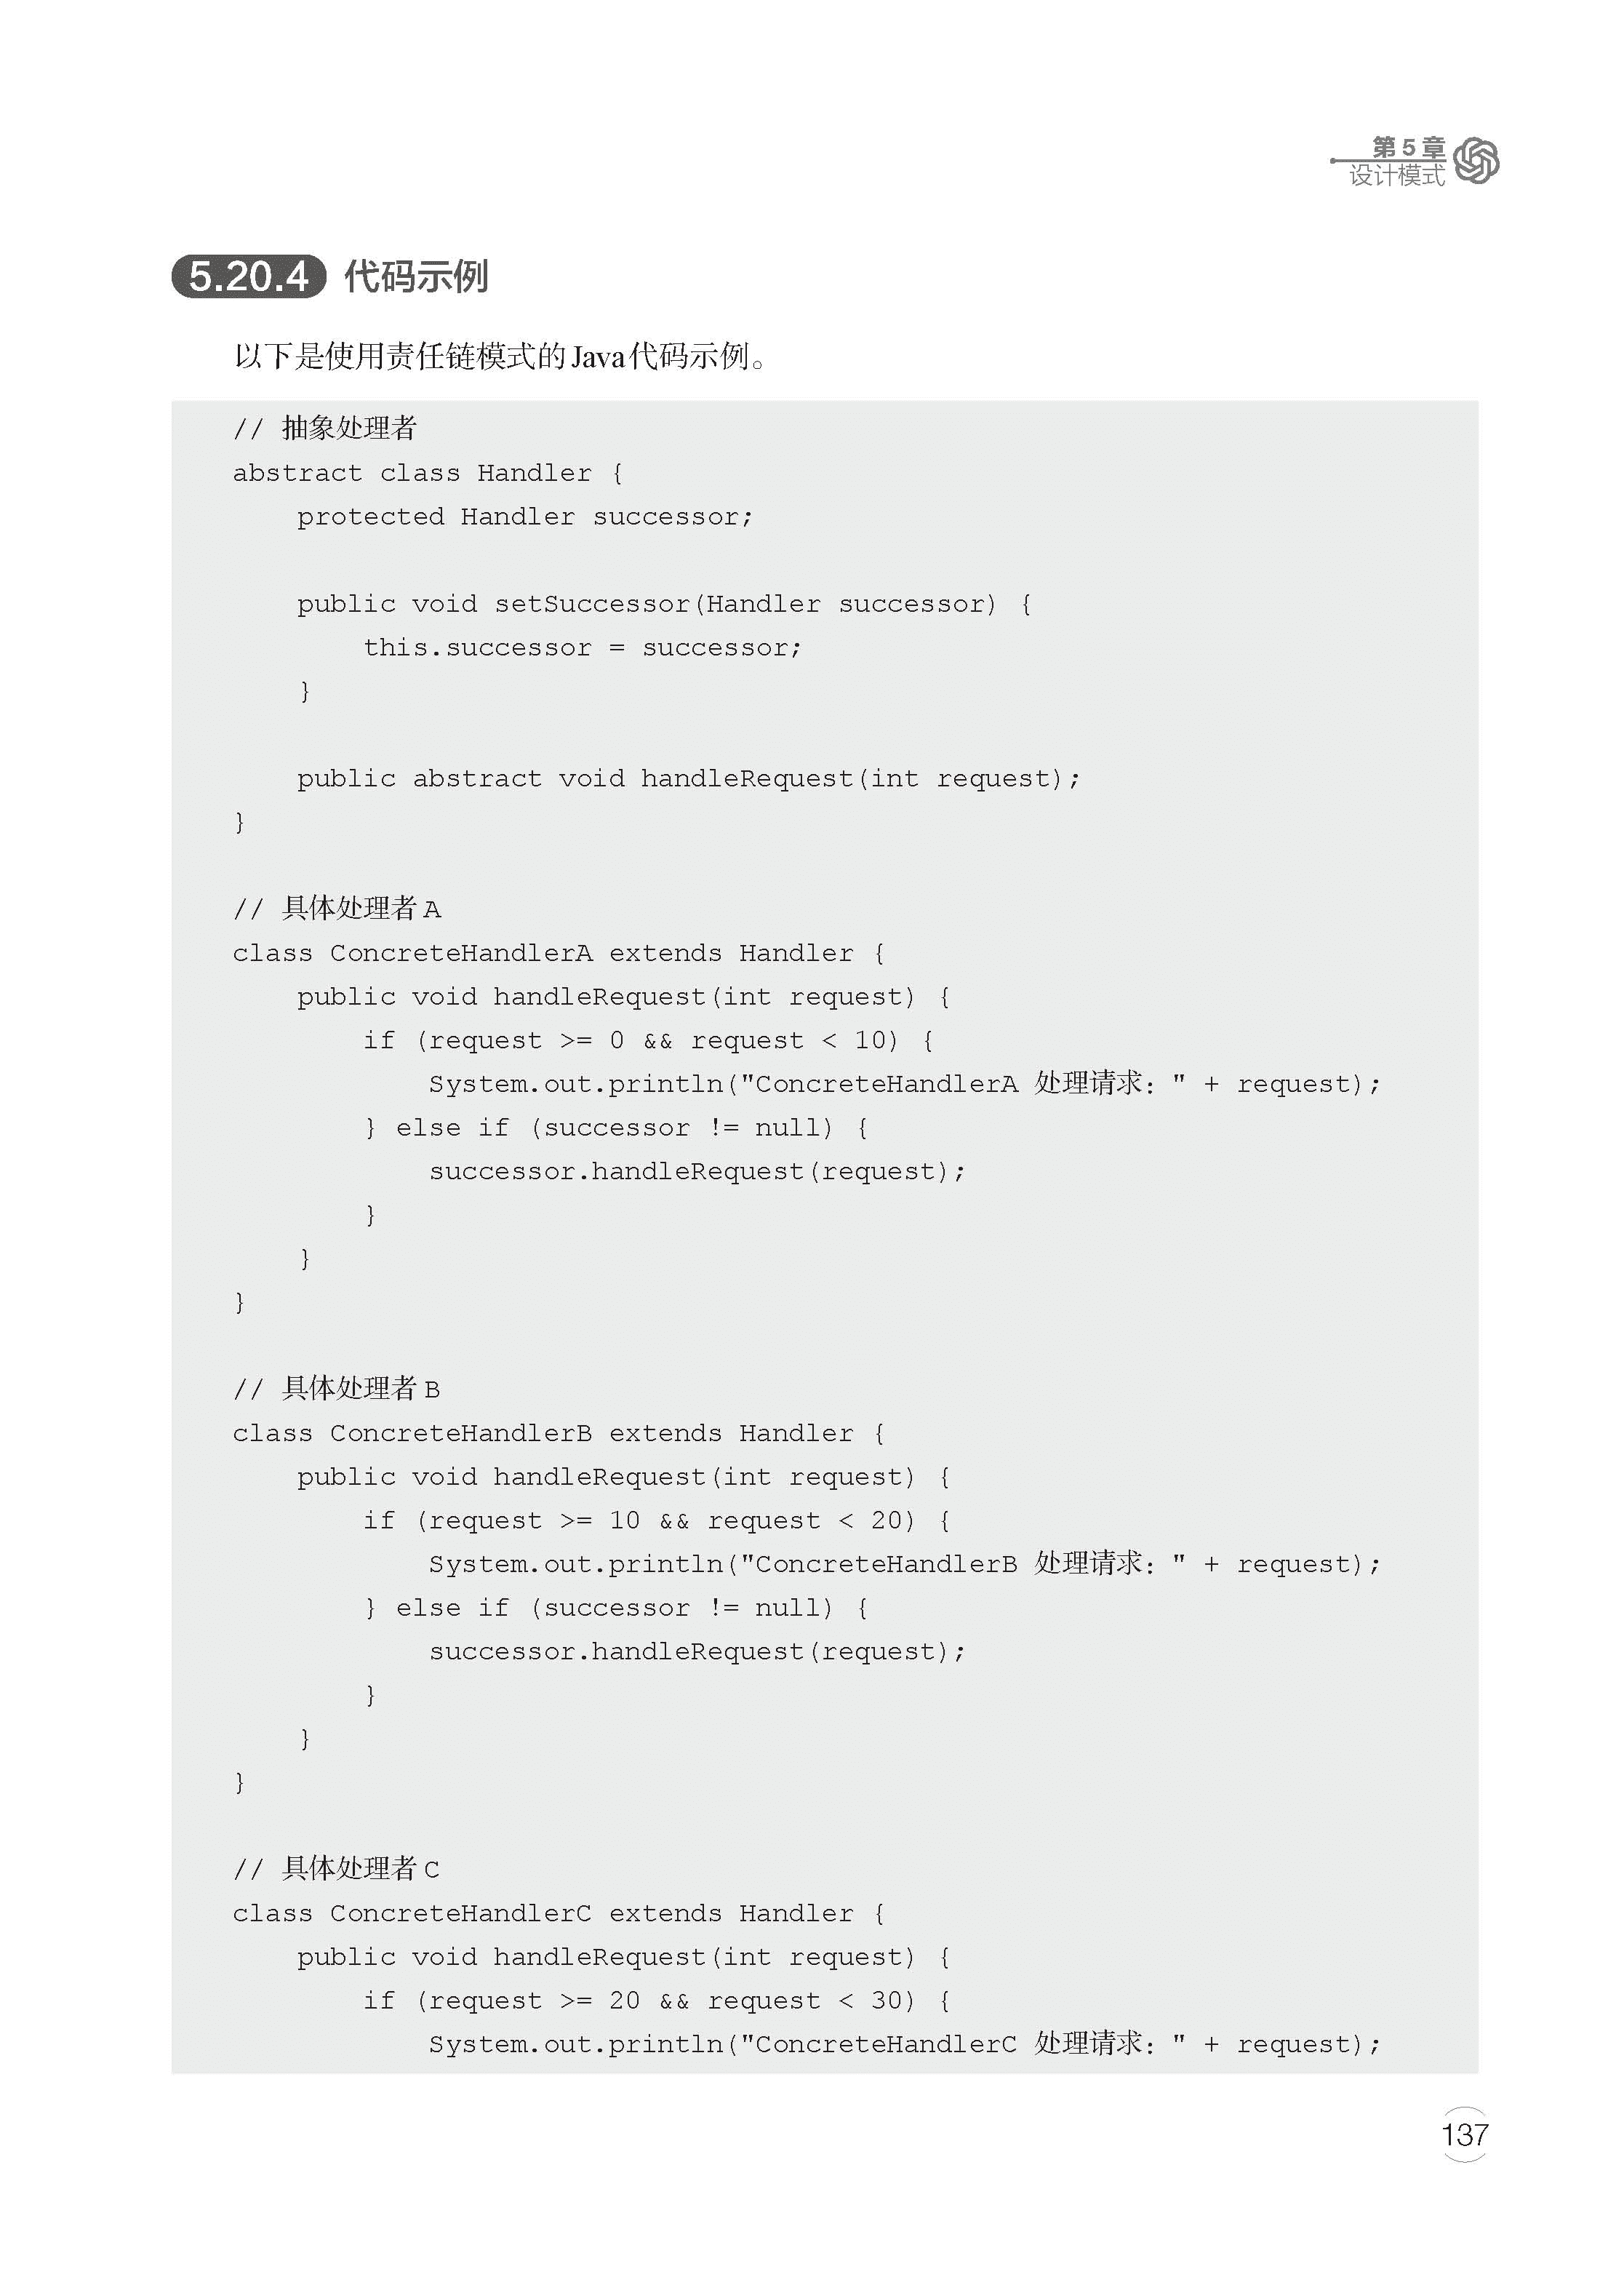 第5章
设计模式
5.20.4 代码示例
以下是使用责任链模式的Java代码示例。
// 抽象处理者
abstract class Handler {
    protected Handler successor;

    public void setSuccessor(Handler successor) {
        this.successor = successor;
    }

    public abstract void handleRequest(int request);
}

// 具体处理者A
class ConcreteHandlerA extends Handler {
    public void handleRequest(int request) {
        if (request >= 0 && request < 10) {
            System.out.println("ConcreteHandlerA 处理请求：" + request);
        } else if (successor != null) {
            successor.handleRequest(request);
        }
    }
}

// 具体处理者B
class ConcreteHandlerB extends Handler {
    public void handleRequest(int request) {
        if (request >= 10 && request < 20) {
            System.out.println("ConcreteHandlerB 处理请求：" + request);
        } else if (successor != null) {
            successor.handleRequest(request);
        }
    }
}

// 具体处理者C
class ConcreteHandlerC extends Handler {
    public void handleRequest(int request) {
        if (request >= 20 && request < 30) {
            System.out.println("ConcreteHandlerC 处理请求：" + request);
137